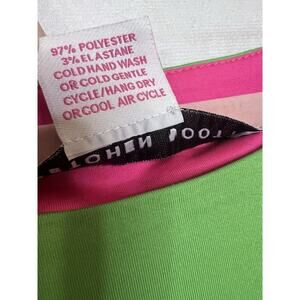 97% POLYESTER
3% ELASTANE
COLD HAND WASH
OR COLD GENTLE
CYCLE/HANG DRY
OR COOL AIR CYCLE